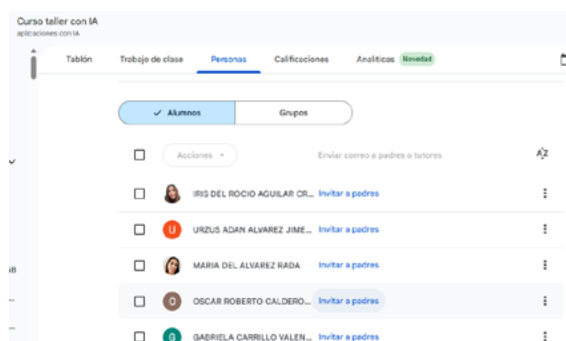 Curso taller con IA
aplicaciones con IA
Tablón Trabajo de clase Personas Calificaciones Analíticas Novedad
Alumnos Grupos
Acciones Enviar correo a padres o tutores AZ
IRIS DEL ROCIO AGUILAR CR... Invitar a padres
U URZUS ADAN ALVAREZ JIME... Invitar a padres
MARIA DEL ALVAREZ RADA Invitar a padres
O OSCAR ROBERTO CALDERO... Invitar a padres
G GABRIELA CARRILLO VALEN... Invitar a padres